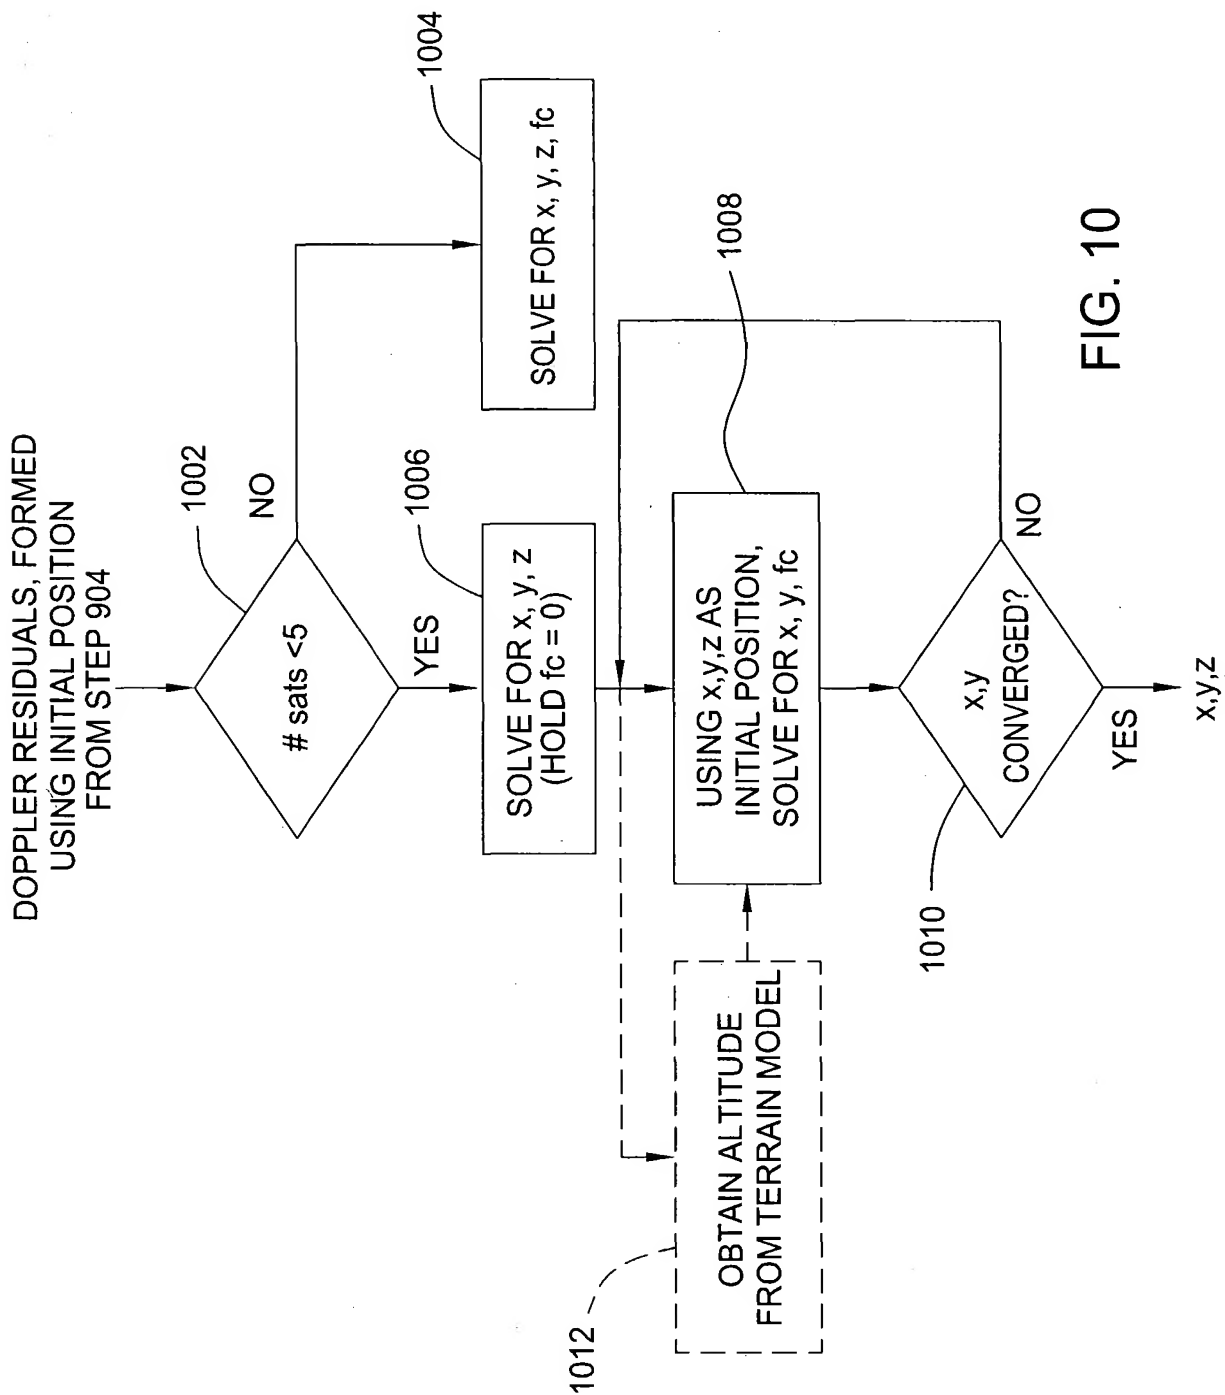 DOPPLER RESIDUALS, FORMED
USING INITIAL POSITION
FROM STEP 904
1002
# sats <5
NO
YES
1004
SOLVE FOR x, y, z, fc
1006
SOLVE FOR x, y, z
(HOLD fc = 0)
1008
USING x,y,z AS
INITIAL POSITION,
SOLVE FOR x, y, fc
1012
OBTAIN ALTITUDE
FROM TERRAIN MODEL
1010
x,y
CONVERGED?
NO
YES
x,y,z
FIG. 10